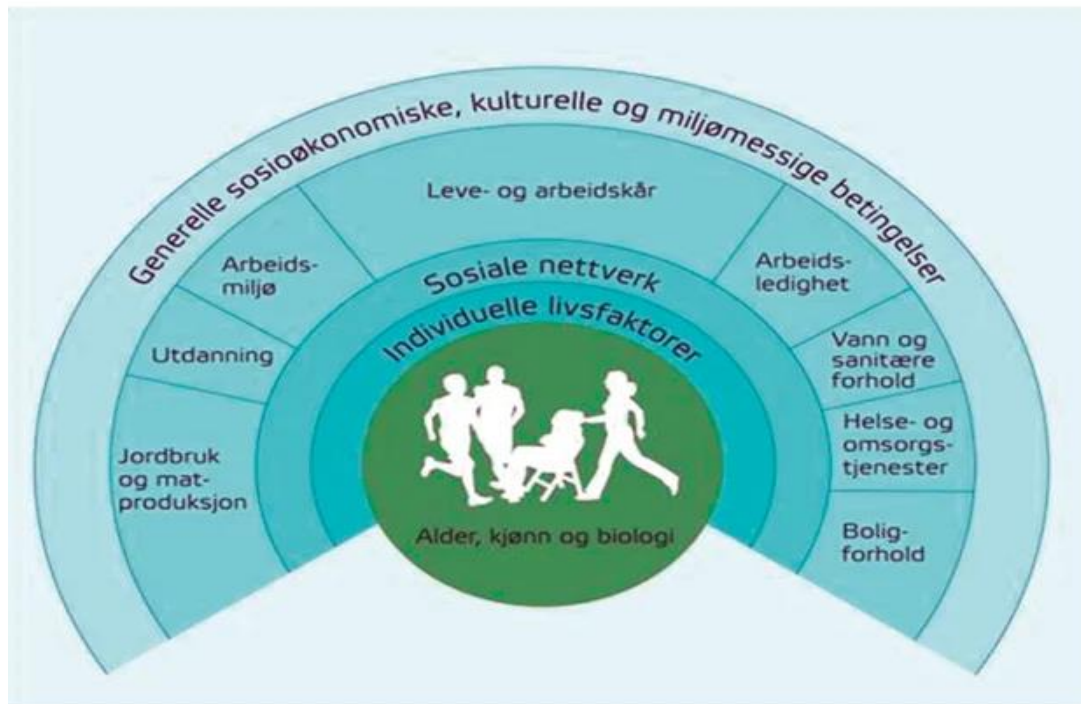 Generelle sosioøkonomiske, kulturelle og miljømessige betingelser
Leve- og arbeidskår
Arbeids-
miljø
Utdanning
Jordbruk
og mat-
produksjon
Arbeids-
ledighet
Vann og
sanitære
forhold
Helse- og
omsorgs-
tjenester
Bolig-
forhold
Sosiale nettverk
Individuelle livsfaktorer
Alder, kjønn og biologi